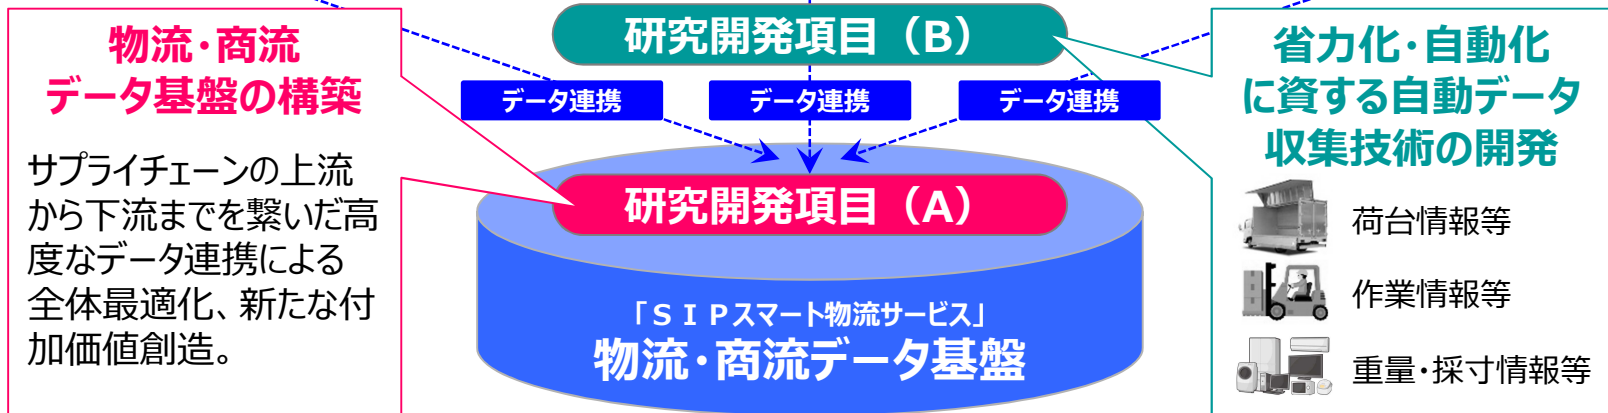 物流・商流
データ基盤の構築
サプライチェーンの上流
から下流までを繋いだ高
度なデータ連携による
全体最適化、新たな付
加価値創造。
研究開発項目（B）
データ連携
データ連携
データ連携
研究開発項目（A）
「ＳＩＰスマート物流サービス」
物流・商流データ基盤
省力化・自動化
に資する自動データ
収集技術の開発
荷台情報等
作業情報等
重量・採寸情報等